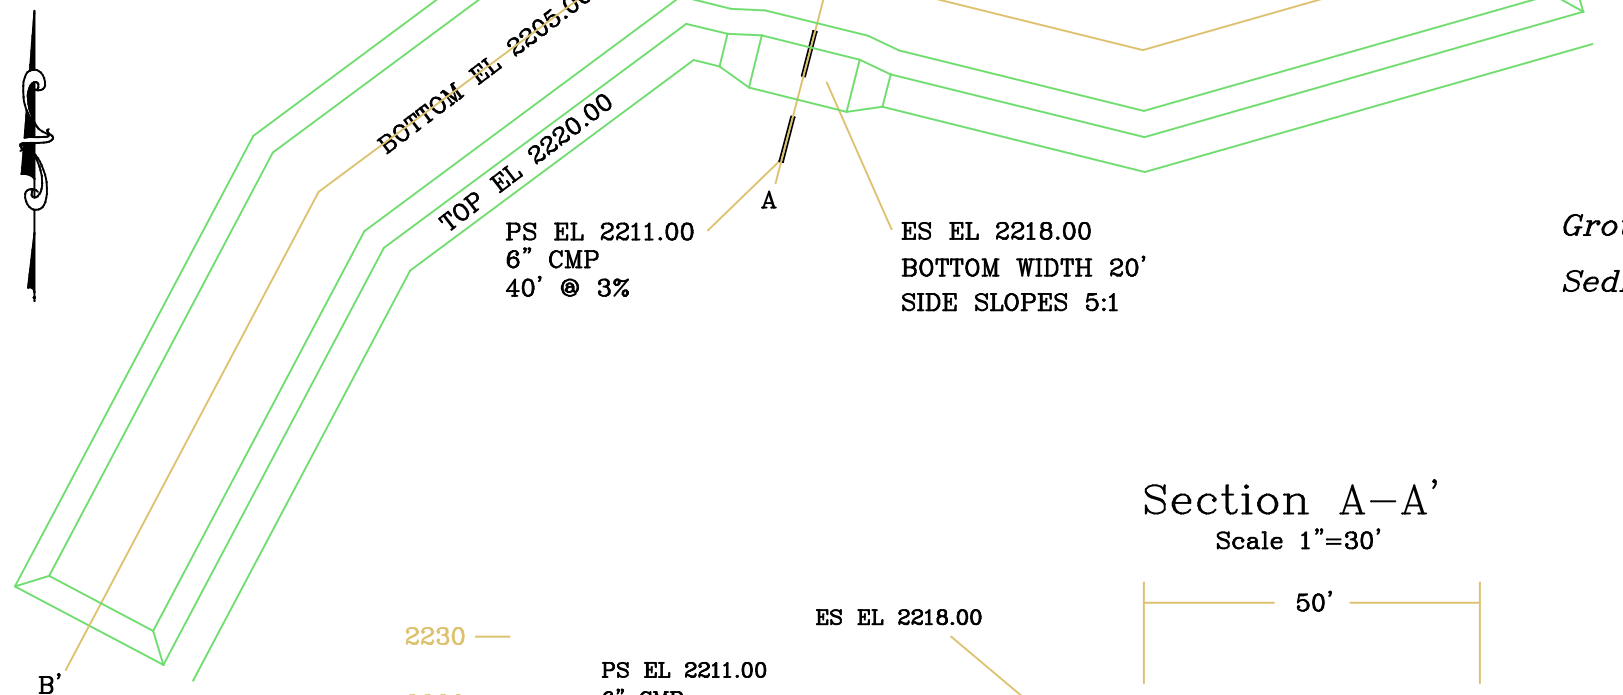 BOTTOM EL 2205.00
TOP EL 2220.00
A
PS EL 2211.00
6" CMP
40' @ 3%
ES EL 2218.00
BOTTOM WIDTH 20'
SIDE SLOPES 5:1
Section A-A'
Scale 1"=30'
50'
ES EL 2218.00
2230
PS EL 2211.00
6" CMP
B'